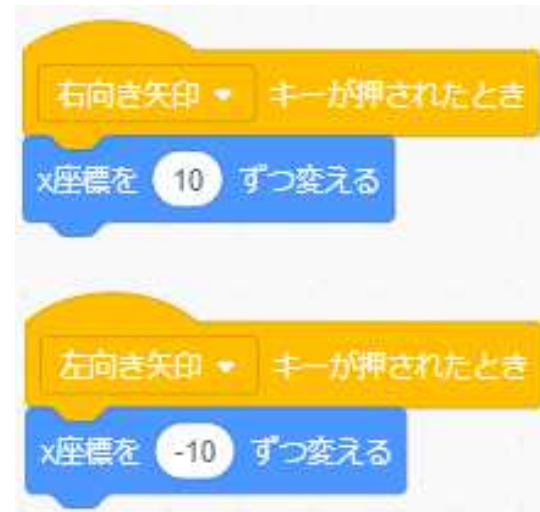 右向き矢印 キーが押されたとき
x座標を 10 ずつ変える
左向き矢印 キーが押されたとき
x座標を -10 ずつ変える